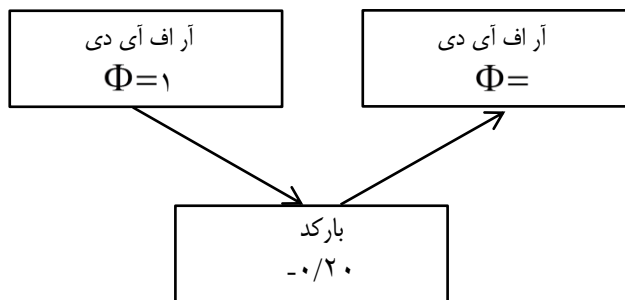 آر اف آی دی
Φ=۱
آر اف آی دی
Φ=
بارکد
-۰/۲۰